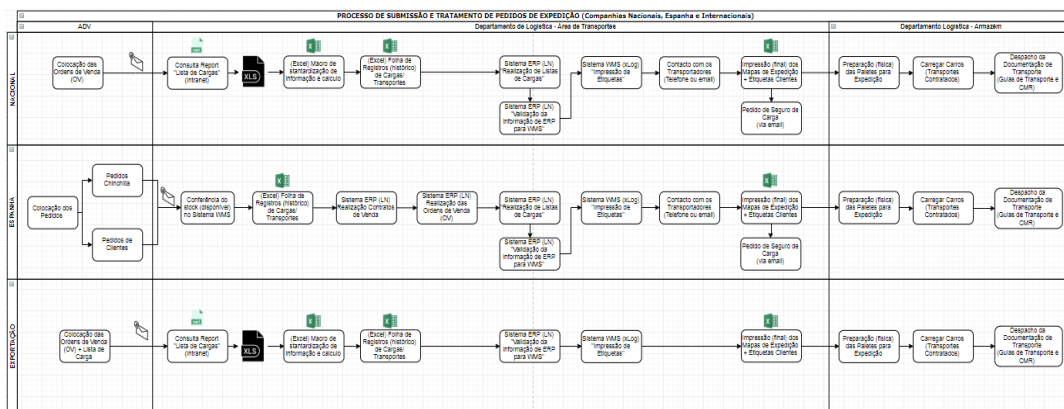 PROCESSO DE SUBMISSÃO E TRATAMENTO DE PEDIDOS DE EXPEDIÇÃO (Companhias Nacionais, Espanha e Internacionais)
ADV
Departamento de Logística - Área de Transportes
Departamento Logística - Armazém
NACIONAL
Colocação das
Ordens de Venda
(OV)
Consulta Report
"Lista de Cargas"
(Intranet)
XLS
(Excel) Macro de
standarização de
informação e cálculo
(Excel) Folha de
Registros (histórico)
de Cargas/
Transportes
Sistema ERP (LN)
Realização de Listas
de Cargas"
Sistema ERP (LN)
"Validação da
Informação de ERP
para WMS"
Sistema WMS (xLog)
"Impressão de
Etiquetas"
Contacto com os
Transportadores
(Telefone ou email)
Impressão (final) dos
Mapas de Expedição
+ Etiquetas Clientes
Pedido de Seguro de
Carga
(via email)
Preparação (física)
das Paletes para
Expedição
Carregar Carros
(Transportes
Contratados)
Despacho da
Documentação de
Transporte
(Guias de Transporte e
CMR)
ESPANHA
Colocação dos
Pedidos
Pedidos
Chinchilla
Pedidos de
Clientes
Conferência do
stock (disponível)
no Sistema WMS
(Excel) Folha de
Registros (histórico)
de Cargas/
Transportes
Sistema ERP (LN)
Realização Contratos
de Venda
Sistema ERP (LN)
Realização das
Ordens de Venda
(OV)
Sistema ERP (LN)
Realização de Listas
de Cargas"
Sistema ERP (LN)
"Validação da
Informação de ERP
para WMS"
Sistema WMS (xLog)
"Impressão de
Etiquetas"
Contacto com os
Transportadores
(Telefone ou email)
Impressão (final) dos
Mapas de Expedição
+ Etiquetas Clientes
Pedido de Seguro de
Carga
(via email)
Preparação (física)
das Paletes para
Expedição
Carregar Carros
(Transportes
Contratados)
Despacho da
Documentação de
Transporte
(Guias de Transporte e
CMR)
EXPORTAÇÃO
Colocação das
Ordens de Venda
(OV) + Lista de
Carga
Consulta Report
"Lista de Cargas"
(Intranet)
XLS
(Excel) Macro de
standarização de
informação e cálculo
(Excel) Folha de
Registros (histórico)
de Cargas/
Transportes
Sistema ERP (LN)
"Validação da
Informação de ERP
para WMS"
Sistema WMS (xLog)
"Impressão de
Etiquetas"
Impressão (final) dos
Mapas de Expedição
+ Etiquetas Clientes
Preparação (física)
das Paletes para
Expedição
Carregar Carros
(Transportes
Contratados)
Despacho da
Documentação de
Transporte
(Guias de Transporte e
CMR)